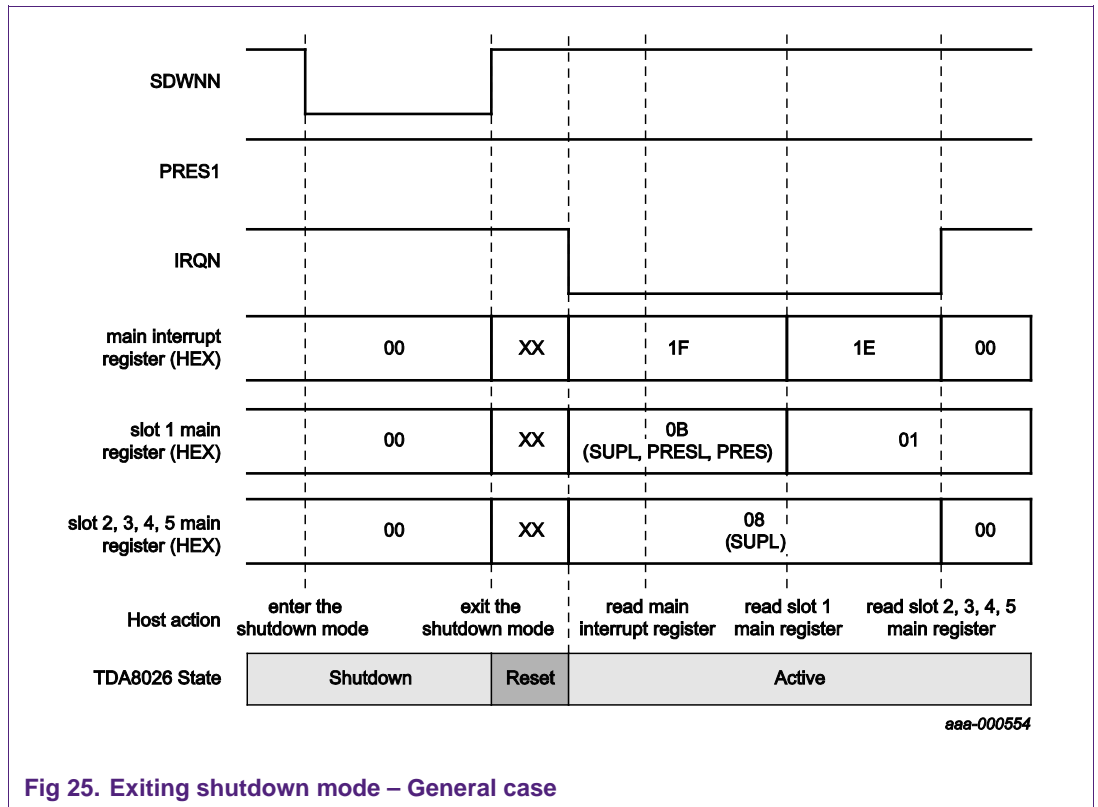 SDWNN
PRES1
IRQN
main interrupt
register (HEX)
00
XX
1F
1E
00
slot 1 main
register (HEX)
00
XX
0B
(SUPL, PRESL, PRES)
01
slot 2, 3, 4, 5 main
register (HEX)
00
XX
08
(SUPL)
00
Host action
enter the
shutdown mode
exit the
shutdown mode
read main
interrupt register
read slot 1
main register
read slot 2, 3, 4, 5
main register
TDA8026 State
Shutdown
Reset
Active
aaa-000554
Fig 25. Exiting shutdown mode – General case